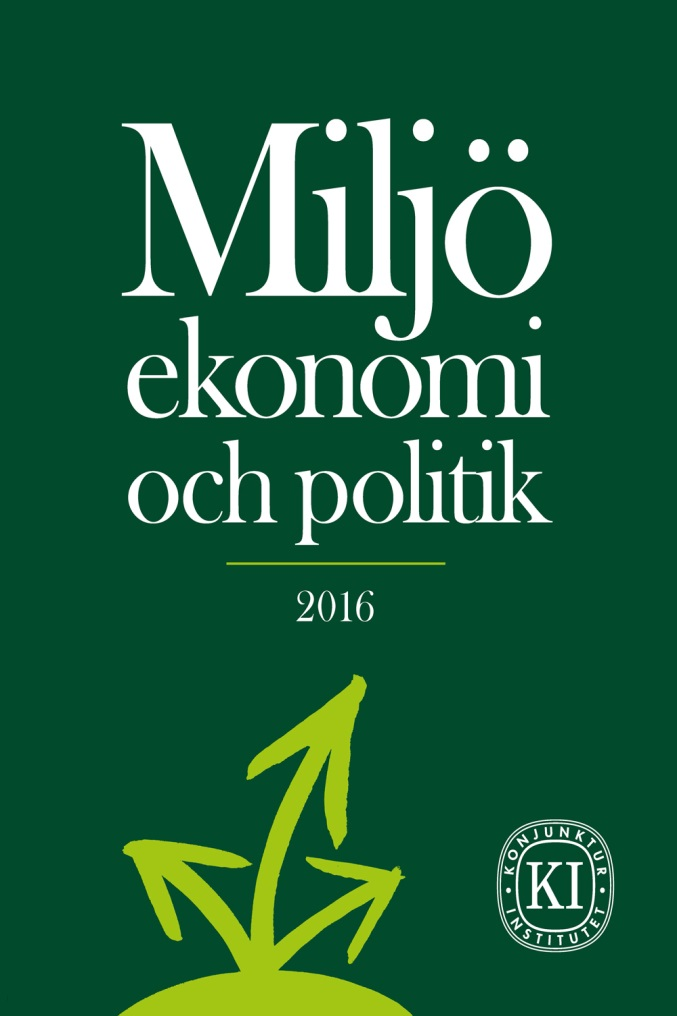 Miljö
ekonomi
och politik
2016
KONJUNKTUR
KI
INSTITUTET